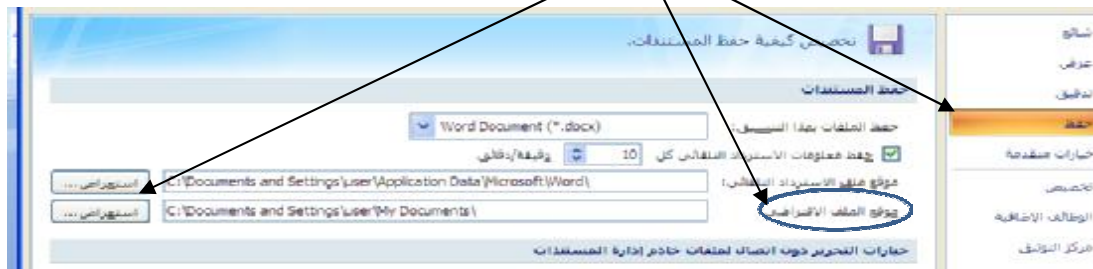 تخصيص كيفية حفظ المستندات.
حفظ المستندات
حفظ الملفات بهذا التنسيق: Word Document (*.docx)
حفظ معلومات الاسترداد التلقائي كل 10 دقيقة/دقائق
موقع ملف الاسترداد التلقائي: C:\Documents and Settings\user\Application Data\Microsoft\Word\ استعراض...
موقع الملف الافتراضي: C:\Documents and Settings\user\My Documents\ استعراض...
خيارات التحرير دون اتصال لملفات خادم إدارة المستندات
شائع
عرض
تدقيق
حفظ
خيارات متقدمة
تخصيص
الوظائف الإضافية
مركز التوثيق